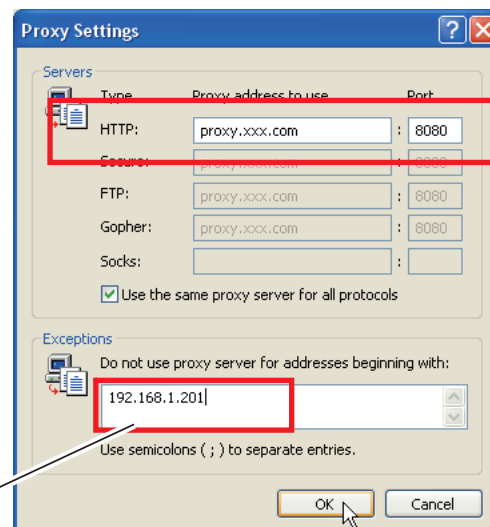 Proxy Settings
Servers
Type Proxy address to use Port
HTTP: proxy.xxx.com : 8080
Secure: proxy.xxx.com : 8080
FTP: proxy.xxx.com : 8080
Gopher: proxy.xxx.com : 8080
Socks: :
Use the same proxy server for all protocols
Exceptions
Do not use proxy server for addresses beginning with:
192.168.1.201
Use semicolons ( ; ) to separate entries.
OK Cancel